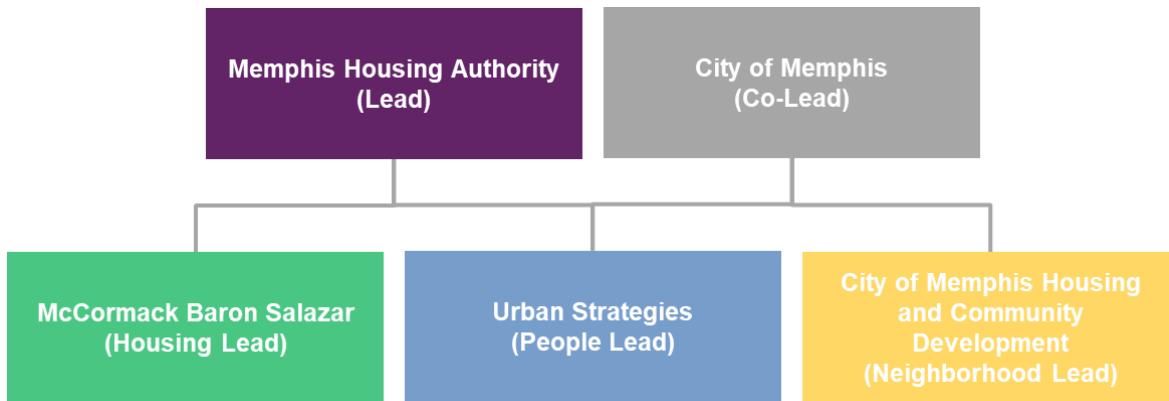 Memphis Housing Authority
(Lead)
City of Memphis
(Co-Lead)
McCormack Baron Salazar
(Housing Lead)
Urban Strategies
(People Lead)
City of Memphis Housing
and Community
Development
(Neighborhood Lead)